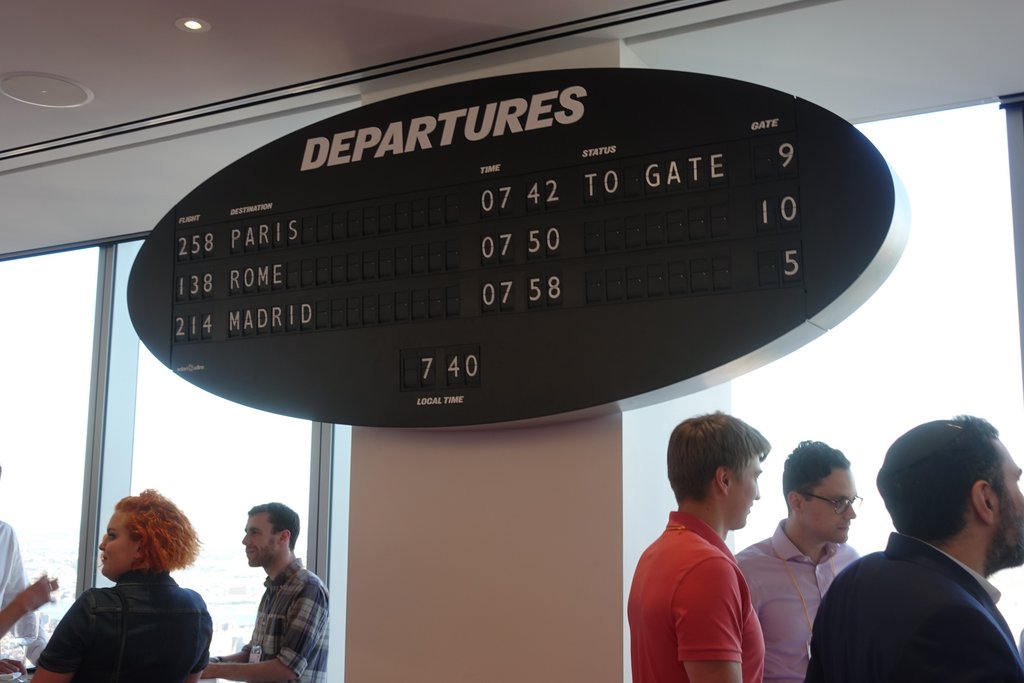 DEPARTURES
FLIGHT DESTINATION TIME STATUS GATE
258 PARIS 07 42 TO GATE 9
138 ROME 07 50 10
214 MADRID 07 58 5
7 40
LOCAL TIME